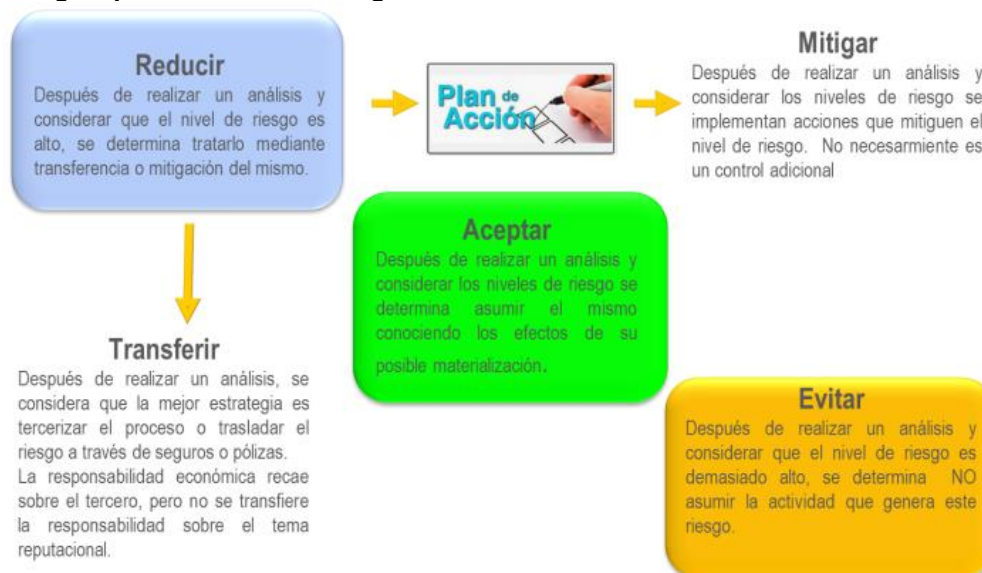 Reducir
Después de realizar un análisis y
considerar que el nivel de riesgo es
alto, se determina tratarlo mediante
transferencia o mitigación del mismo.
Plan de
Acción
Mitigar
Después de realizar un análisis y
considerar los niveles de riesgo se
implementan acciones que mitiguen el
nivel de riesgo. No necesarmiente es
un control adicional
Aceptar
Después de realizar un análisis y
considerar los niveles de riesgo se
determina asumir el mismo
conociendo los efectos de su
posible materialización.
Transferir
Después de realizar un análisis, se
considera que la mejor estrategia es
tercerizar el proceso o trasladar el
riesgo a través de seguros o pólizas.
La responsabilidad económica recae
sobre el tercero, pero no se transfiere
la responsabilidad sobre el tema
reputacional.
Evitar
Después de realizar un análisis y
considerar que el nivel de riesgo es
demasiado alto, se determina NO
asumir la actividad que genera este
riesgo.